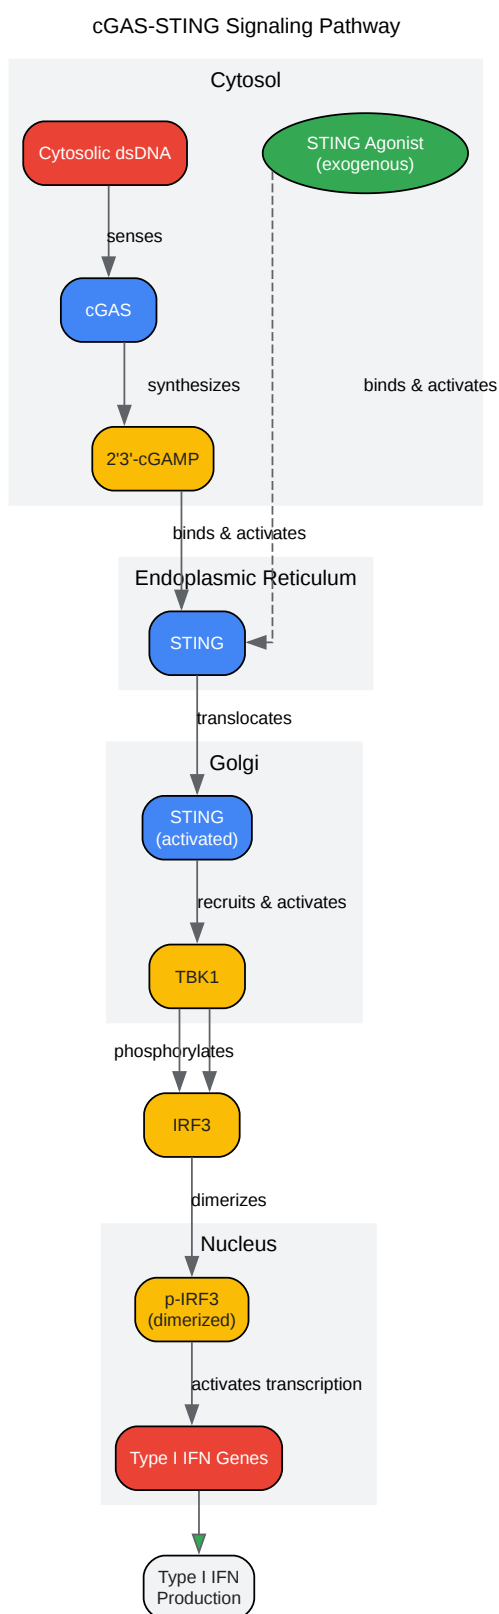 cGAS-STING Signaling Pathway
Cytosol
Cytosolic dsDNA
STING Agonist
(exogenous)
senses
cGAS
synthesizes
binds & activates
2'3'-cGAMP
binds & activates
Endoplasmic Reticulum
STING
translocates
Golgi
STING
(activated)
recruits & activates
TBK1
phosphorylates
IRF3
dimerizes
Nucleus
p-IRF3
(dimerized)
activates transcription
Type I IFN Genes
Type I IFN
Production